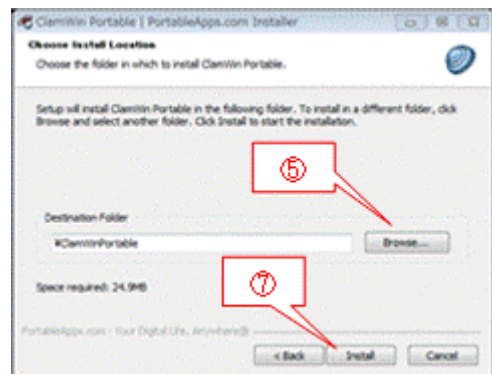 ClamWin Portable | PortableApps.com Installer
Choose Install Location
Choose the folder in which to install ClamWin Portable.
Setup will install ClamWin Portable in the following folder. To install in a different folder, click
Browse and select another folder. Click Install to start the installation.
⑤
Destination Folder
¥ClamWinPortable
Browse...
Space required: 24.9MB
⑦
PortableApps.com - Your Digital Life, Anywhere®
< Back
Install
Cancel